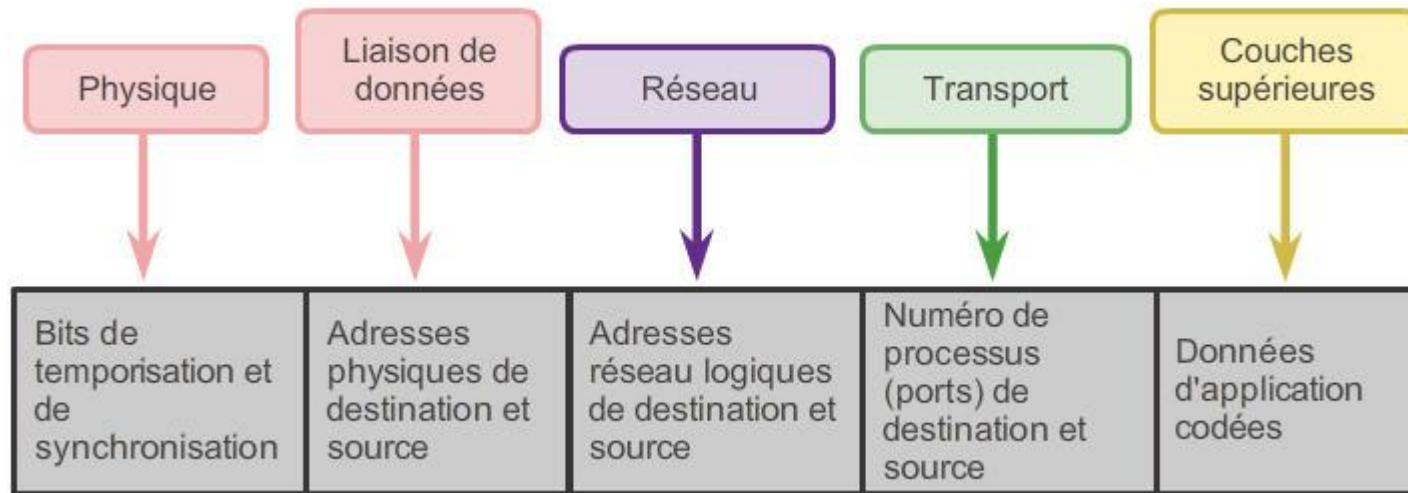 Physique
Liaison de
données
Réseau
Transport
Couches
supérieures
Bits de
temporisation et
de
synchronisation
Adresses
physiques de
destination et
source
Adresses
réseau logiques
de destination et
source
Numéro de
processus
(ports) de
destination et
source
Données
d'application
codées